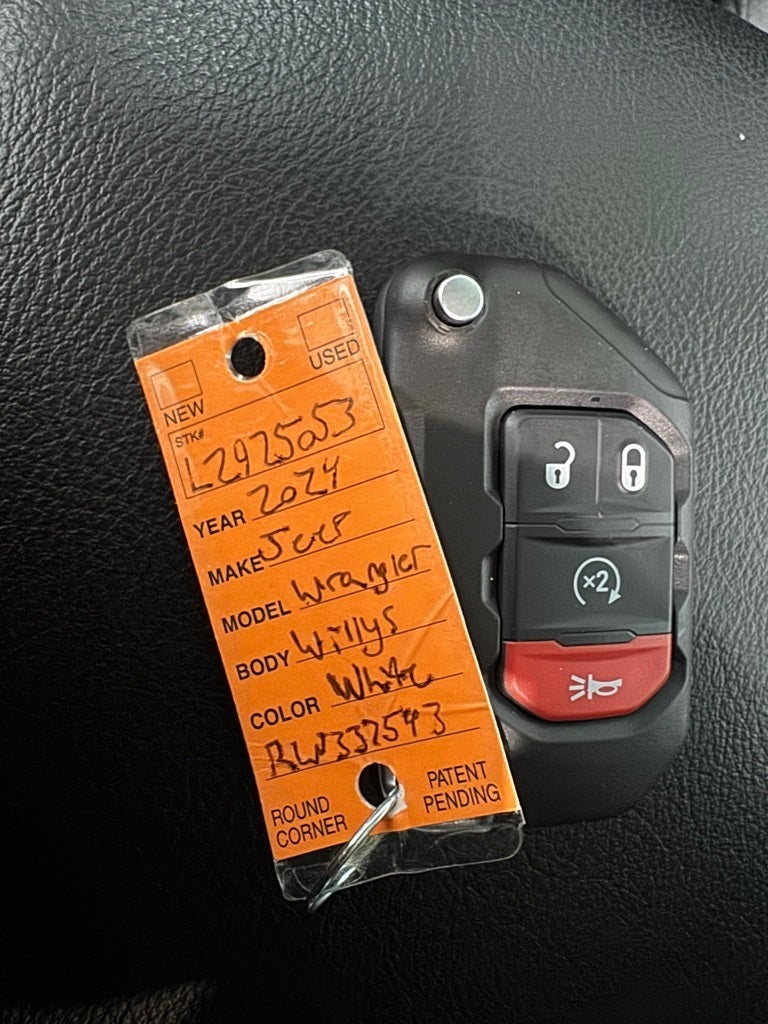 NEW USED
STK# L2925053
YEAR 2024
MAKE Jeep
MODEL Wrangler
BODY Willys
COLOR White
RW332543
ROUND CORNER
PATENT PENDING
×2